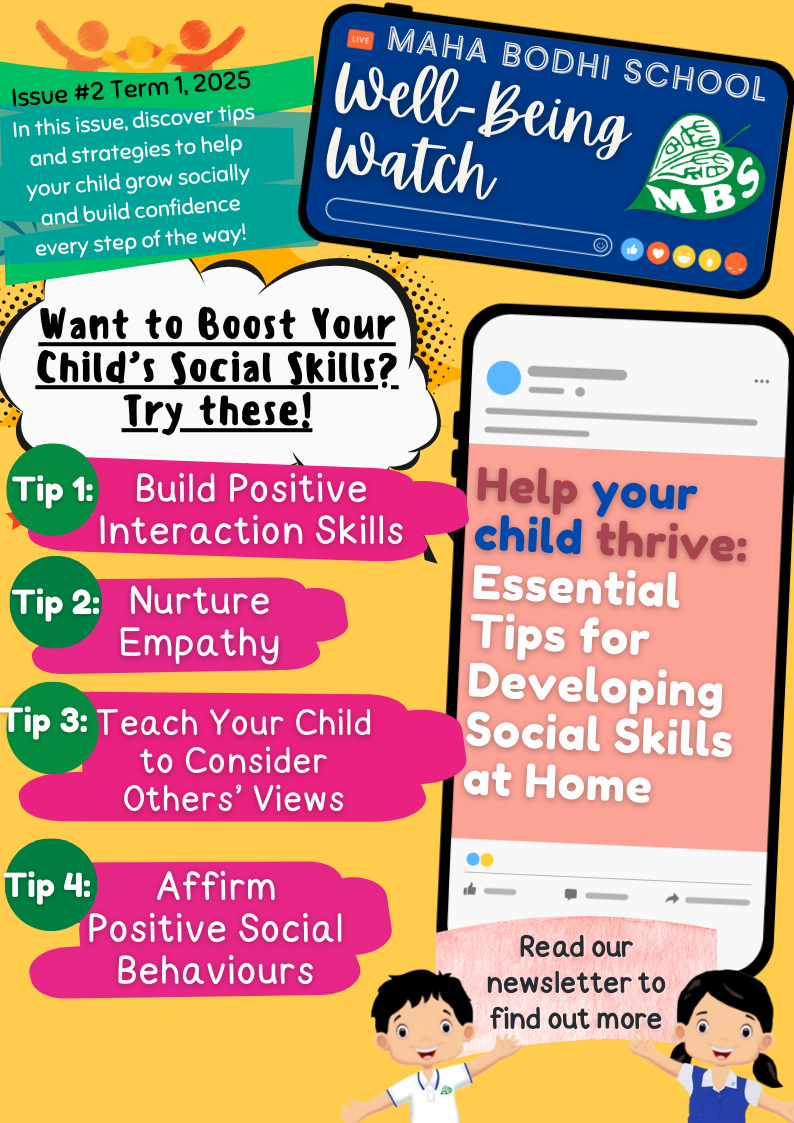 Issue #2 Term 1, 2025
In this issue, discover tips
and strategies to help
your child grow socially
and build confidence
every step of the way!
LIVE
MAHA BODHI SCHOOL
Well-Being
Watch
MBS
Want to Boost Your
Child's Social Skills?
Try these!
Tip 1:
Build Positive
Interaction Skills
Tip 2:
Nurture
Empathy
Tip 3:
Teach Your Child
to Consider
Others' Views
Tip 4:
Affirm
Positive Social
Behaviours
Help your
child thrive:
Essential
Tips for
Developing
Social Skills
at Home
Read our
newsletter to
find out more